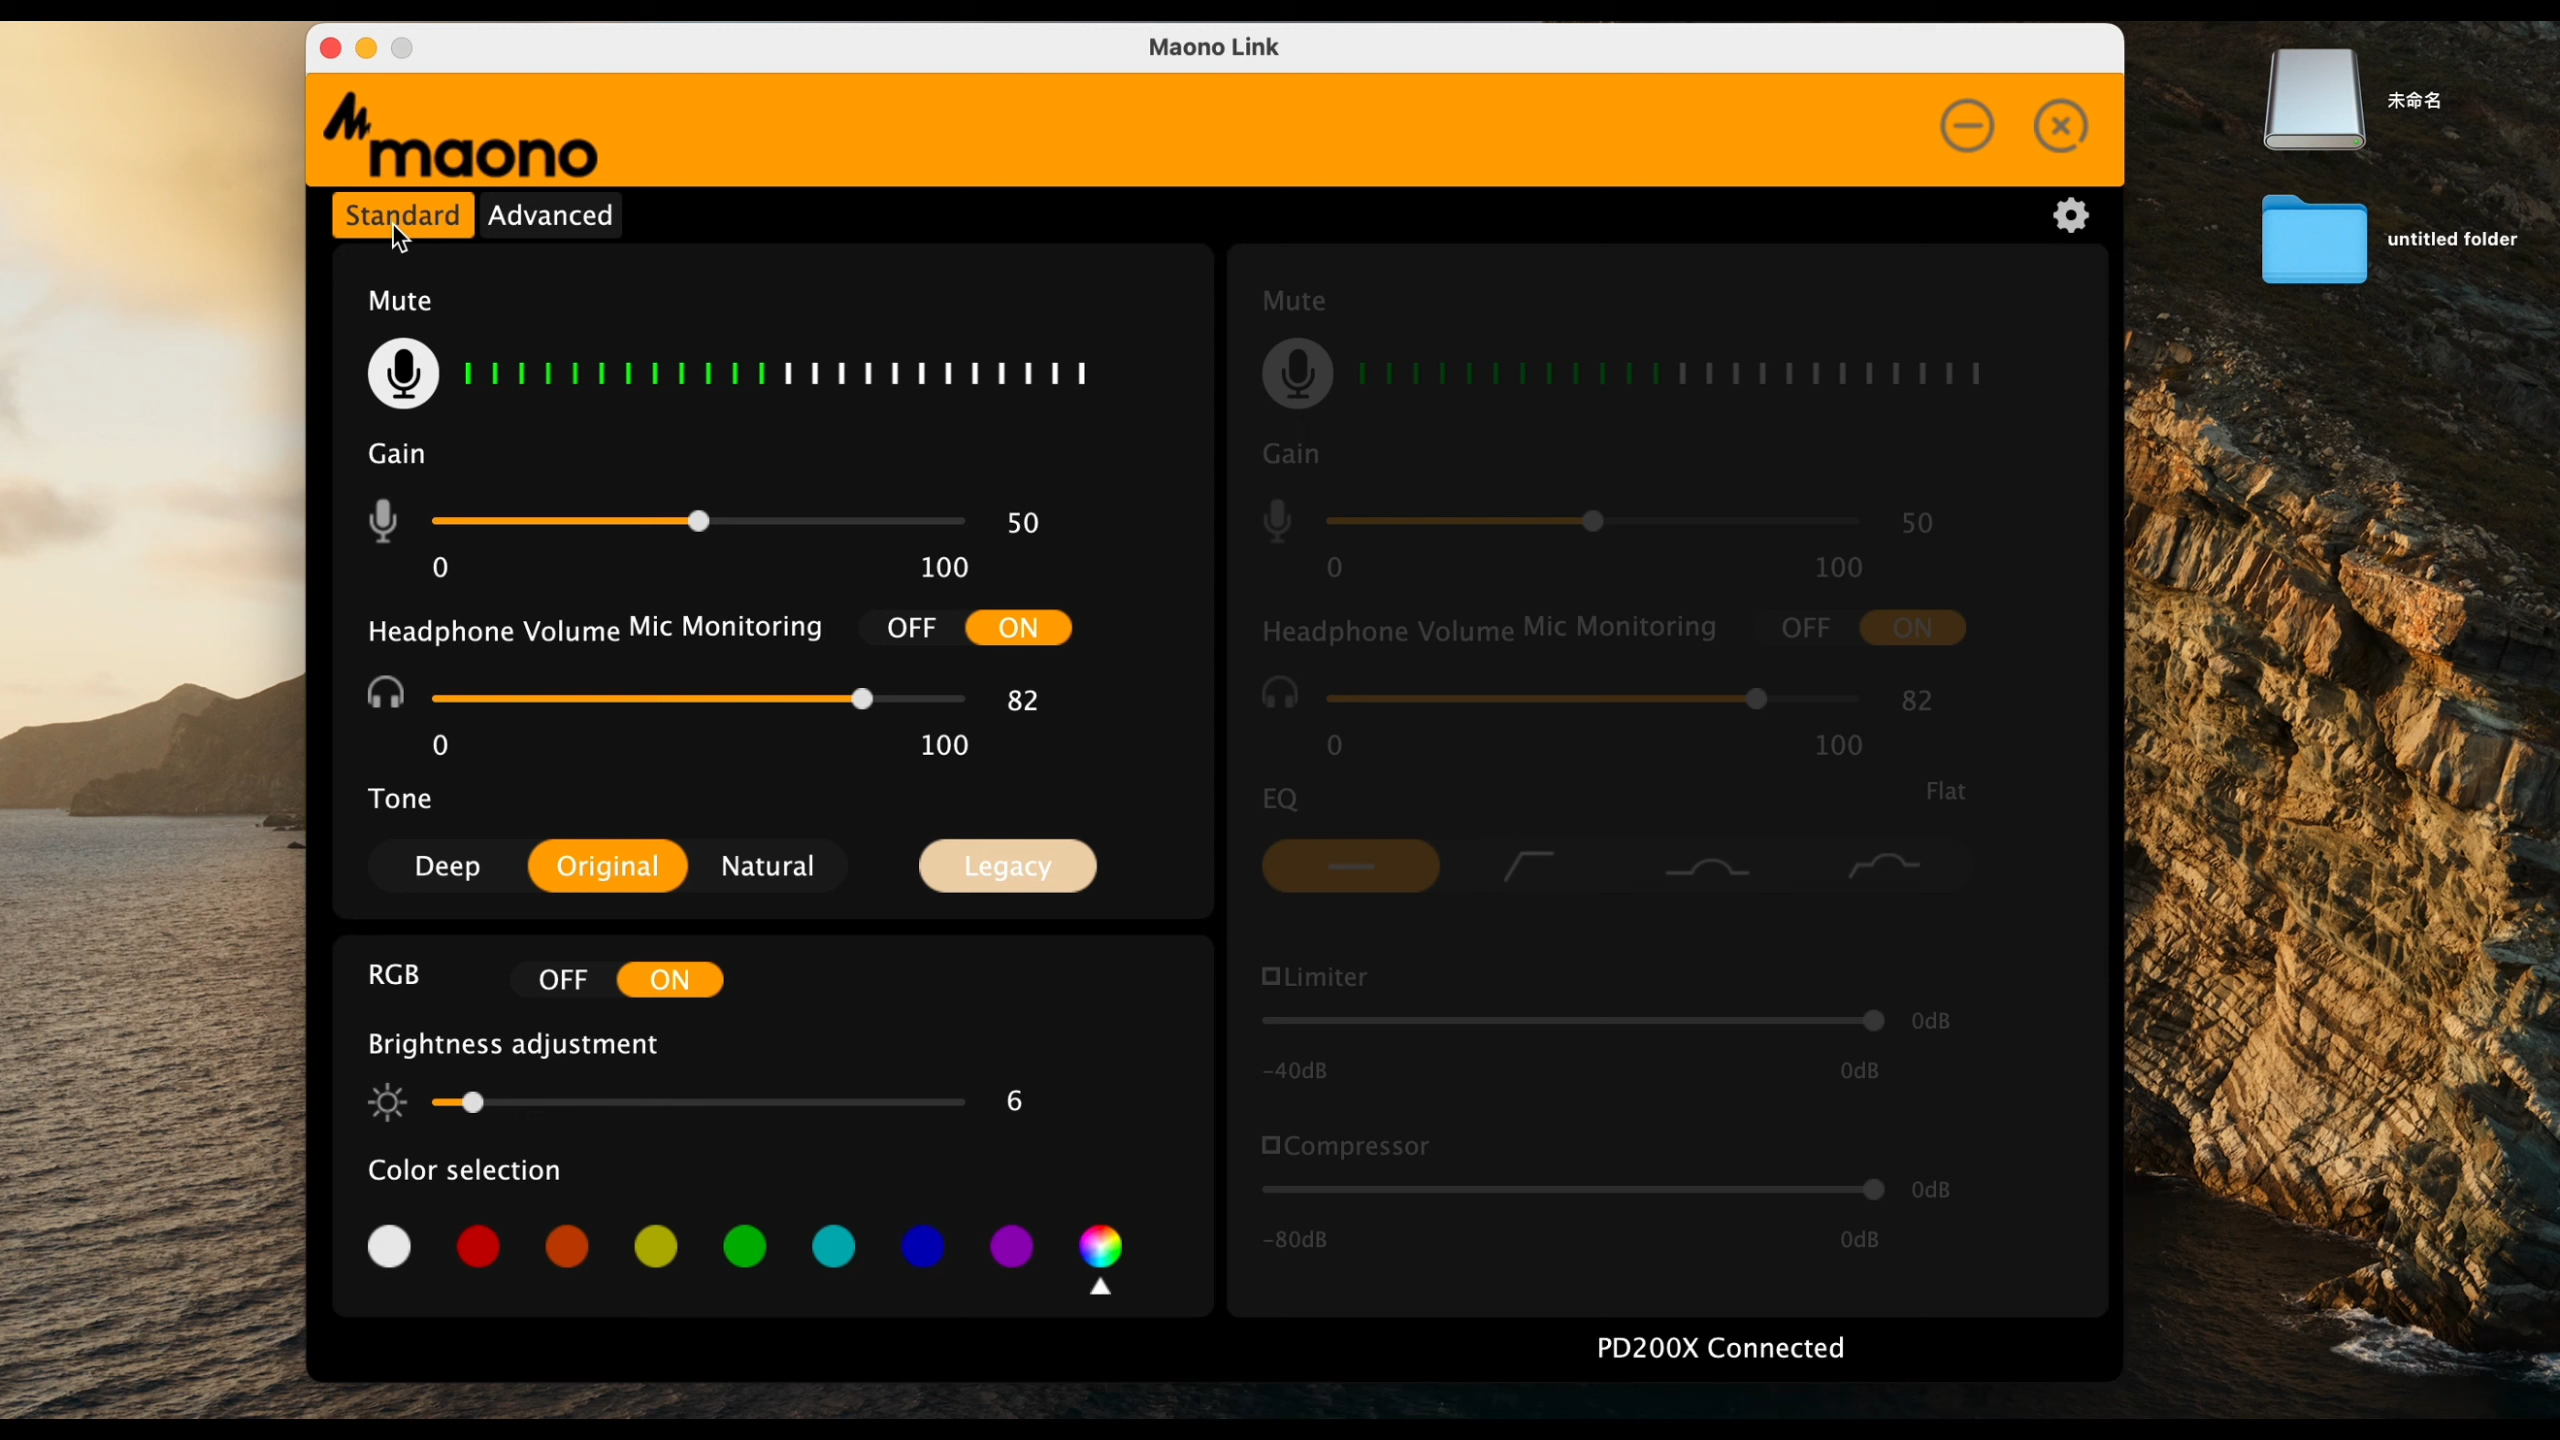 Maono Link
maono
Standard Advanced
Mute
Gain
50
0 100
Headphone Volume Mic Monitoring OFF ON
82
0 100
Tone
Deep Original Natural Legacy
RGB OFF ON
Brightness adjustment
6
Color selection
Mute
Gain
50
0 100
Headphone Volume Mic Monitoring OFF ON
82
0 100
EQ Flat
Limiter
0dB
-40dB 0dB
Compressor
0dB
-80dB 0dB
PD200X Connected
未命名
untitled folder